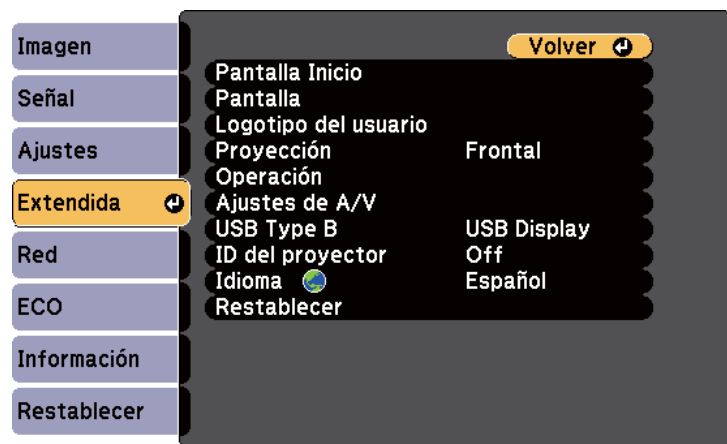 Imagen
Señal
Ajustes
Extendida
Red
ECO
Información
Restablecer
Volver
Pantalla Inicio
Pantalla
Logotipo del usuario
Proyección Frontal
Operación
Ajustes de A/V
USB Type B USB Display
ID del proyector Off
Idioma Español
Restablecer